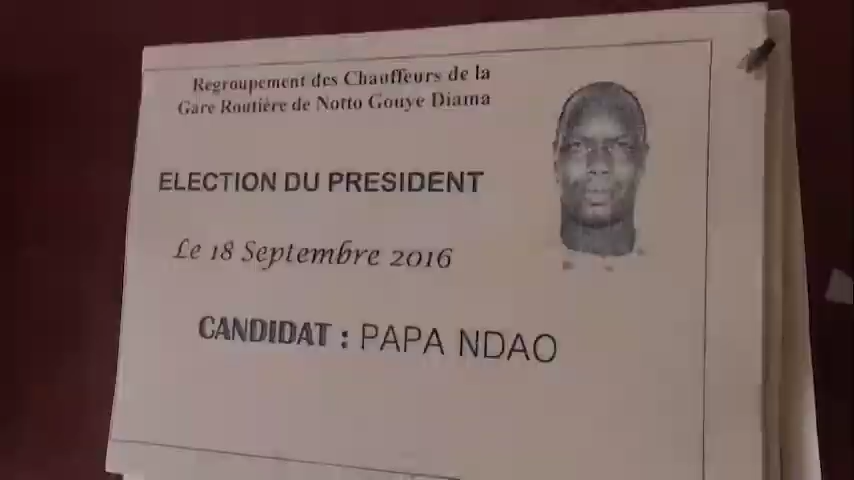 Regroupement des Chauffeurs de la
Gare Routière de Notto Gouye Diama
ELECTION DU PRESIDENT
Le 18 Septembre 2016
CANDIDAT : PAPA NDAO